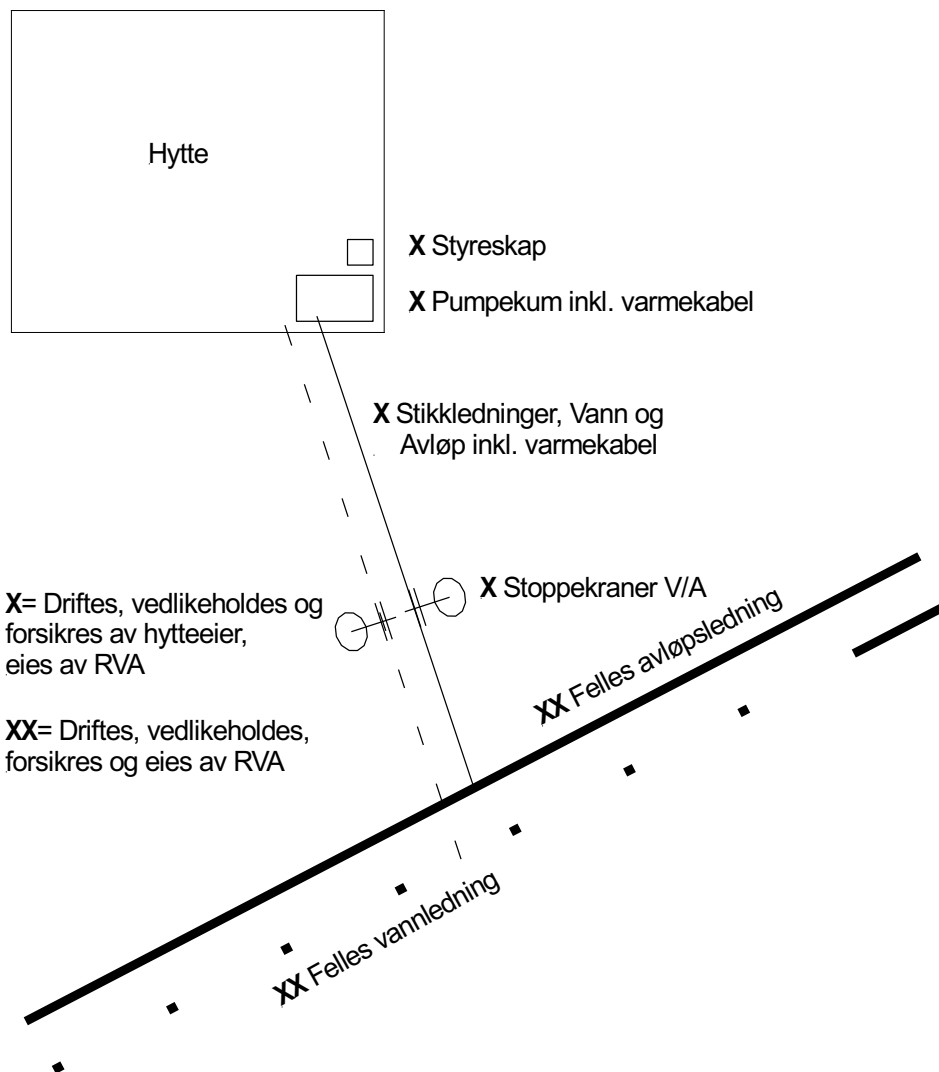 Hytte
X Styreskap
X Pumpekum inkl. varmekabel
X Stikkledninger, Vann og
Avløp inkl. varmekabel
X Stoppekraner V/A
X= Driftes, vedlikeholdes og
forsikres av hytteeier,
eies av RVA
XX Felles avløpsledning
XX= Driftes, vedlikeholdes,
forsikres og eies av RVA
XX Felles vannledning